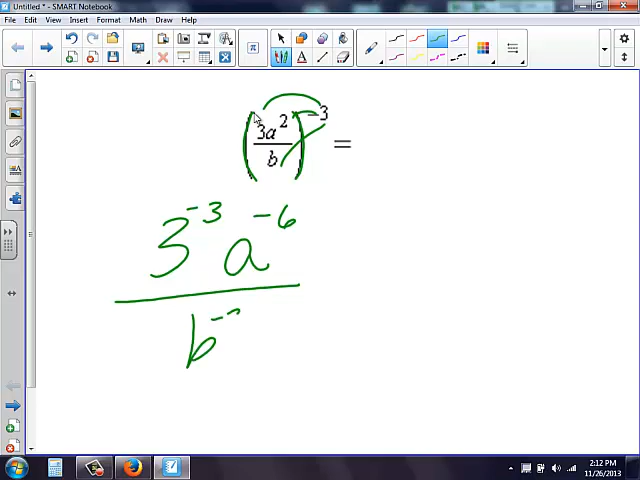 Untitled * - SMART Notebook
File Edit View Insert Format Math Draw Help
(3a²/b)⁻³ =
3⁻³ a⁻⁶
b⁻
2:12 PM
11/26/2013